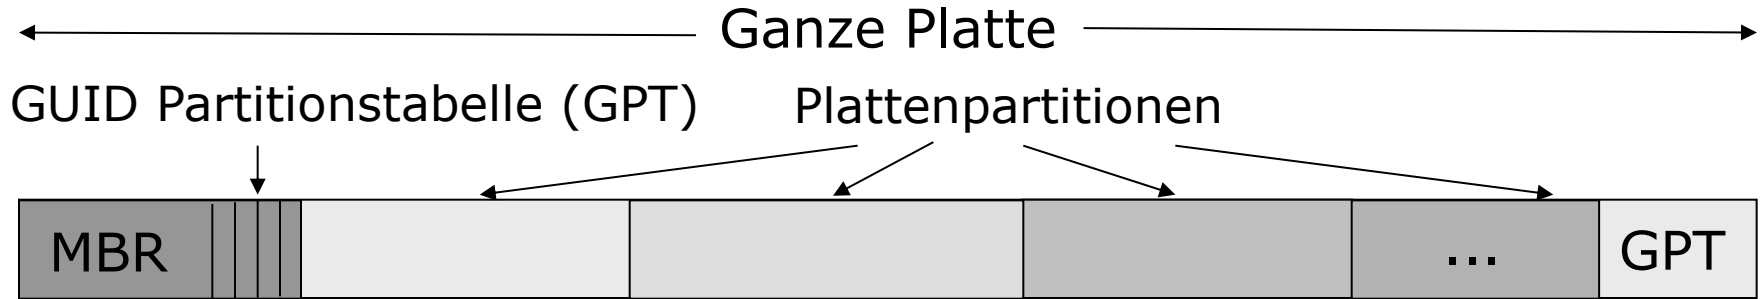 Ganze Platte
GUID Partitionstabelle (GPT)
Plattenpartitionen
MBR
...
GPT